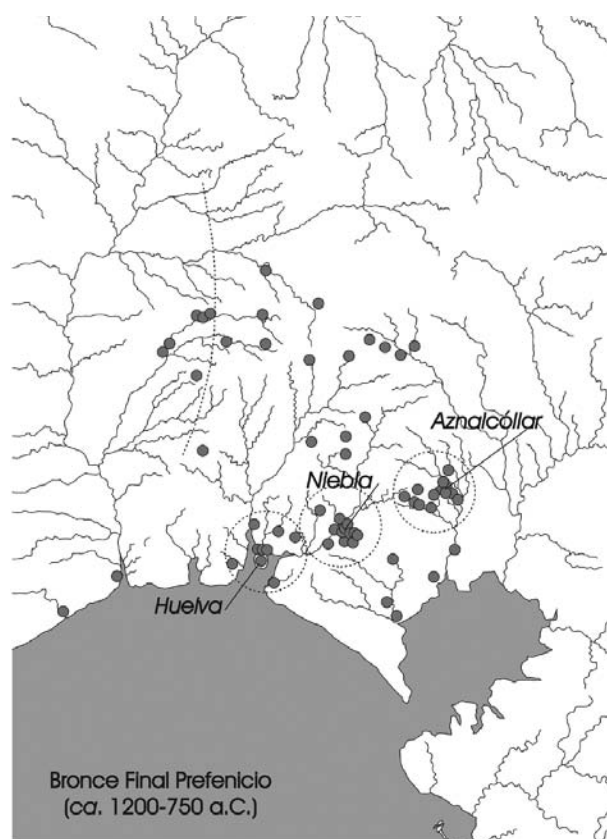 Aznalcóllar
Niebla
Huelva
Bronce Final Prefenicio
(ca. 1200-750 a.C.)